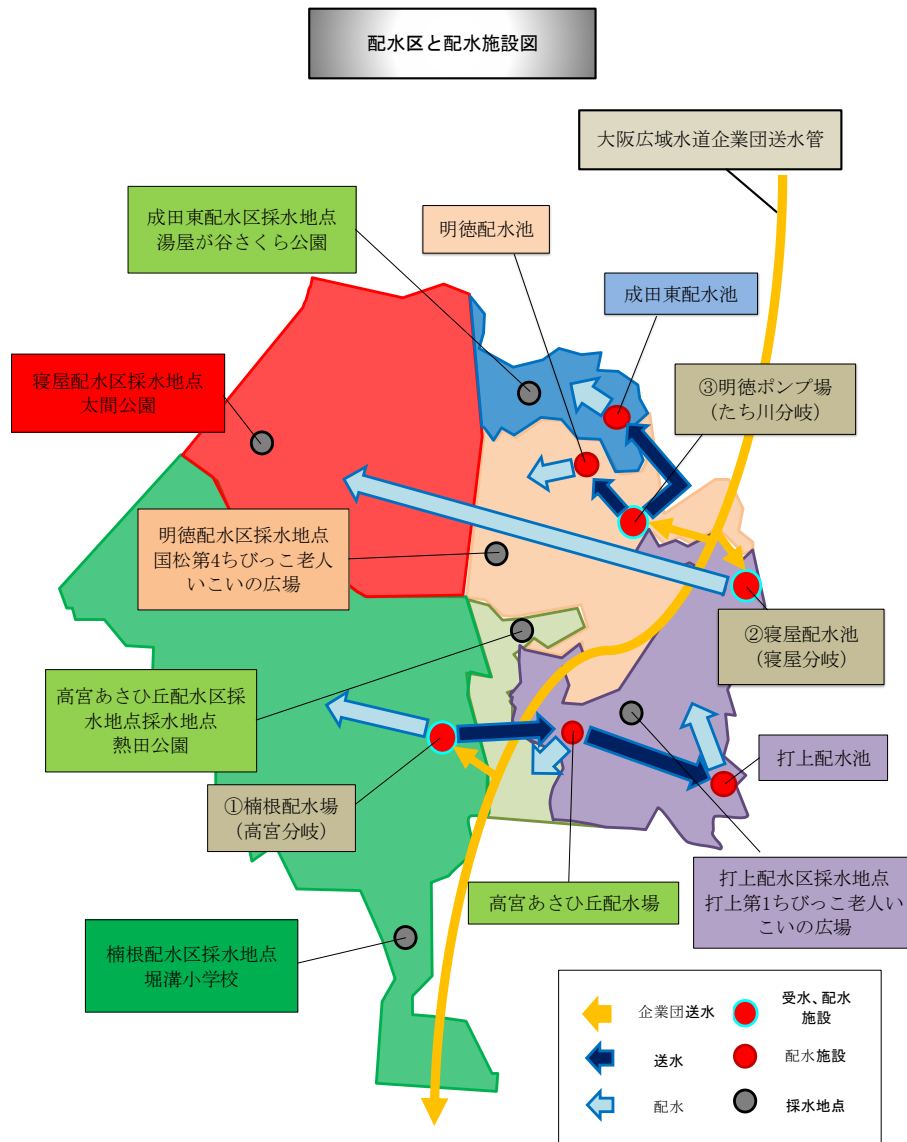 配水区と配水施設図
大阪広域水道企業団送水管
成田東配水区採水地点
湯屋が谷さくら公園
明徳配水池
成田東配水池
寝屋配水区採水地点
太間公園
③明徳ポンプ場
(たち川分岐)
明徳配水区採水地点
国松第4ちびっこ老人
いこいの広場
②寝屋配水池
(寝屋分岐)
高宮あさひ丘配水区採
水地点採水地点
熱田公園
打上配水池
①楠根配水場
(高宮分岐)
高宮あさひ丘配水場
打上配水区採水地点
打上第1ちびっこ老人い
こいの広場
楠根配水区採水地点
堀溝小学校
企業団送水
受水、配水
施設
送水
配水施設
配水
採水地点